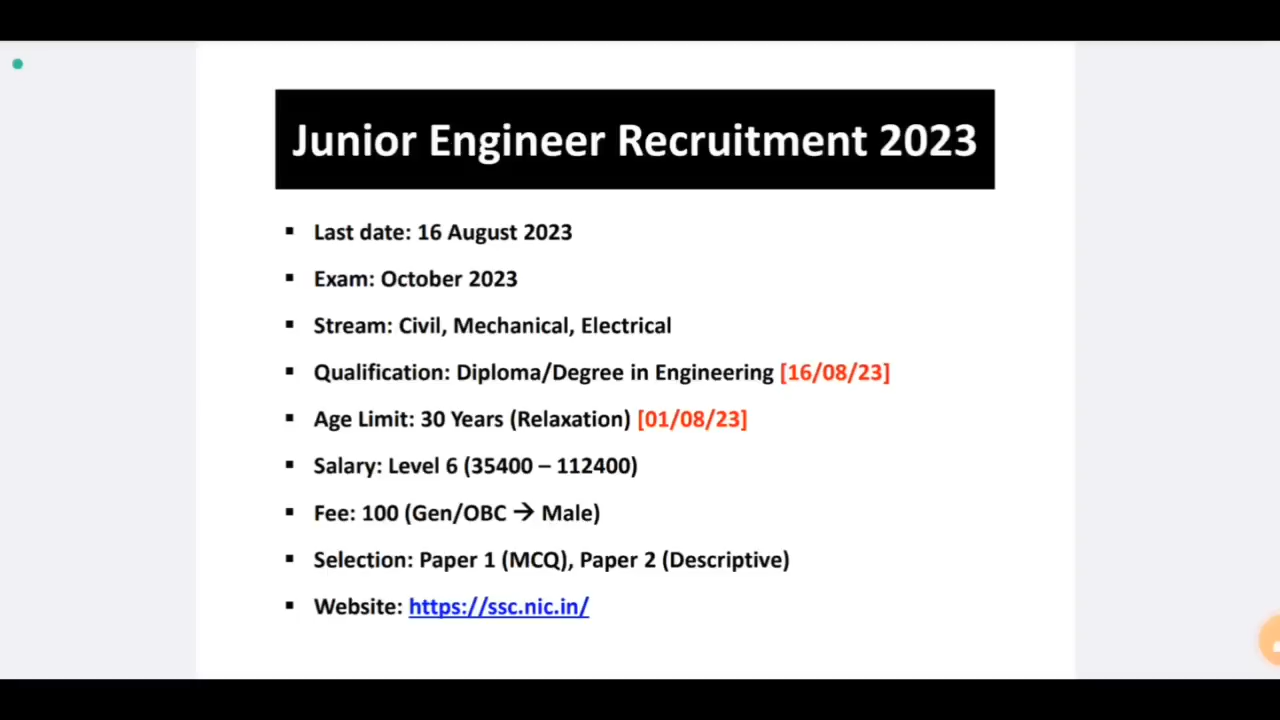 Junior Engineer Recruitment 2023
▪ Last date: 16 August 2023
▪ Exam: October 2023
▪ Stream: Civil, Mechanical, Electrical
▪ Qualification: Diploma/Degree in Engineering [16/08/23]
▪ Age Limit: 30 Years (Relaxation) [01/08/23]
▪ Salary: Level 6 (35400 – 112400)
▪ Fee: 100 (Gen/OBC → Male)
▪ Selection: Paper 1 (MCQ), Paper 2 (Descriptive)
▪ Website: https://ssc.nic.in/